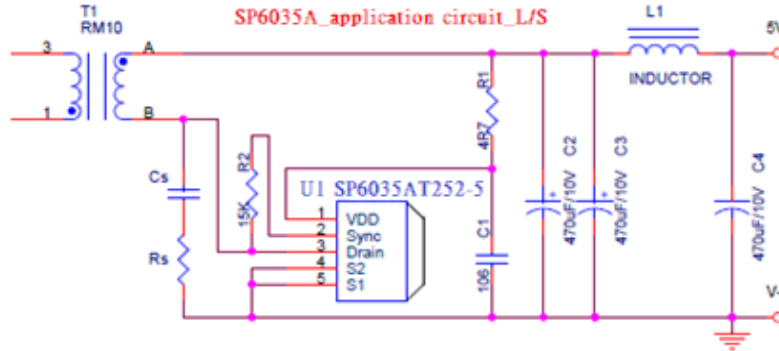 SP6035A_application circuit_L/S
T1
RM10
L1
5V
3
A
INDUCTOR
1
B
R1
4R7
Cs
Rs
R2
15K
U1 SP6035AT252-5
1 VDD
2 Sync
3 Drain
4 S2
5 S1
C1
106
C2
470uF/10V
C3
470uF/10V
C4
470uF/10V
V-